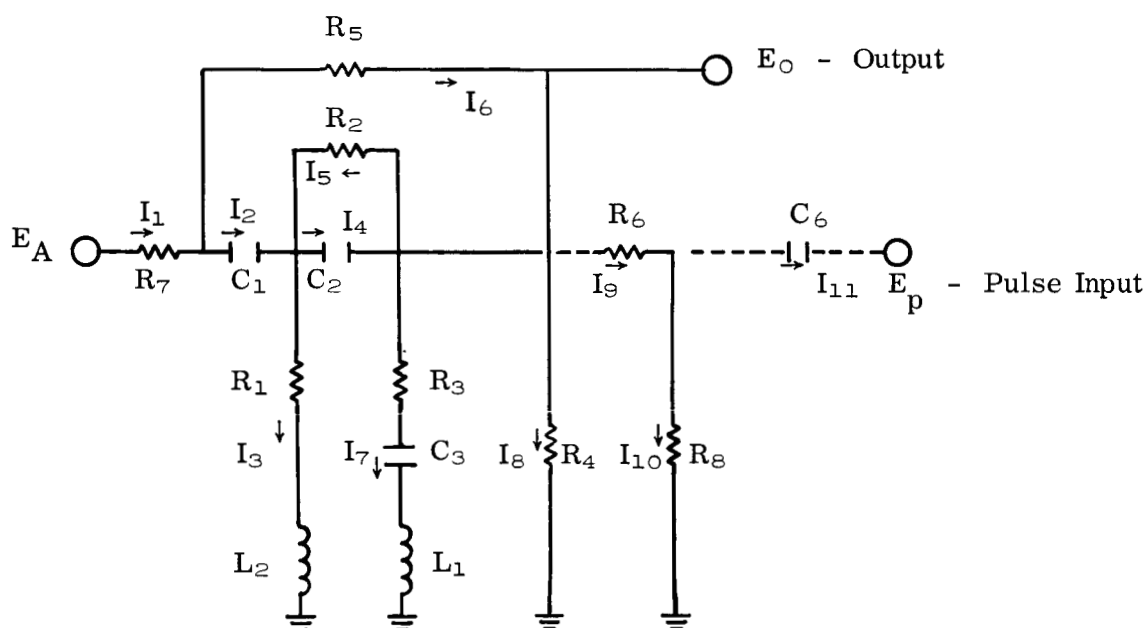 R5
E0 - Output
I6
R2
I5
I1
I2
I4
R6
C6
EA
R7
C1
C2
I9
I11
Ep - Pulse Input
R1
R3
I3
I7
C3
I8
R4
I10
R8
L2
L1